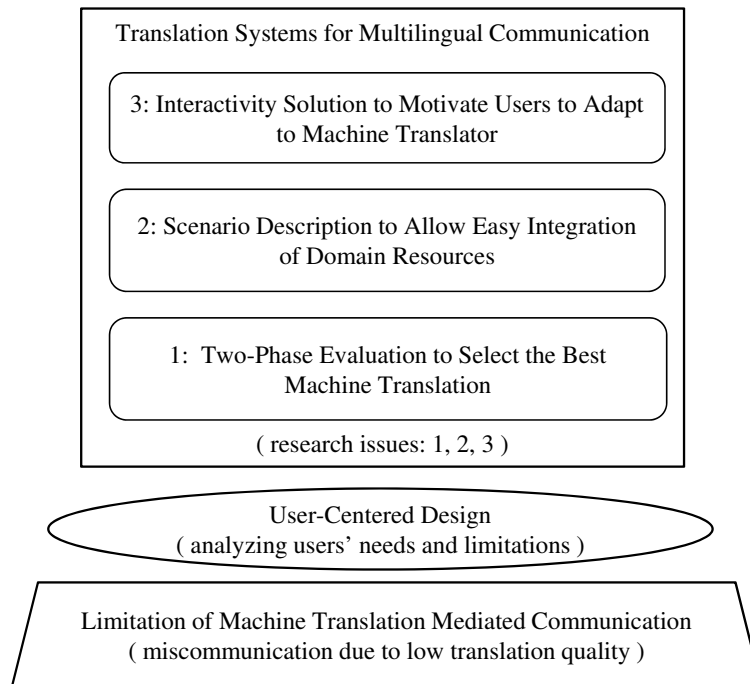 Translation Systems for Multilingual Communication
3: Interactivity Solution to Motivate Users to Adapt
to Machine Translator
2: Scenario Description to Allow Easy Integration
of Domain Resources
1:  Two-Phase Evaluation to Select the Best
Machine Translation
( research issues: 1, 2, 3 )
User-Centered Design
( analyzing users’ needs and limitations )
Limitation of Machine Translation Mediated Communication
( miscommunication due to low translation quality )